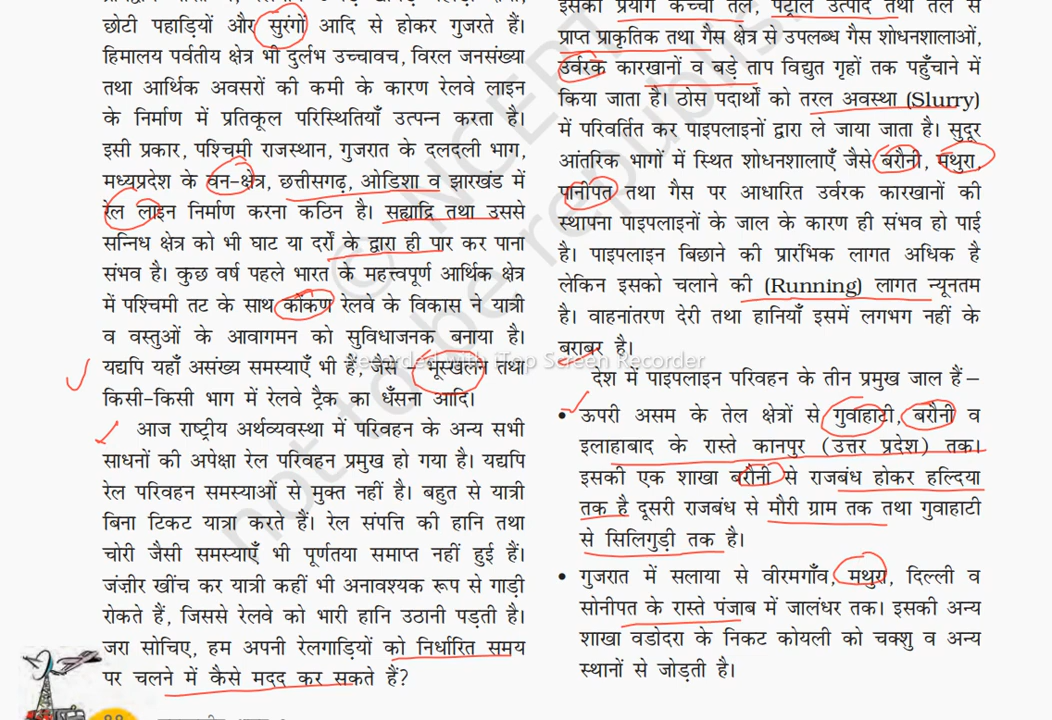 छोटी पहाड़ियों और सुरंगों आदि से होकर गुजरते हैं।
हिमालय पर्वतीय क्षेत्र भी दुर्लभ उच्चावच, विरल जनसंख्या
तथा आर्थिक अवसरों की कमी के कारण रेलवे लाइन
के निर्माण में प्रतिकूल परिस्थितियाँ उत्पन्न करता है।
इसी प्रकार, पश्चिमी राजस्थान, गुजरात के दलदली भाग,
मध्यप्रदेश के वन-क्षेत्र, छत्तीसगढ़, ओडिशा व झारखंड में
रेल लाइन निर्माण करना कठिन है। सह्याद्रि तथा उससे
सन्निध क्षेत्र को भी घाट या दर्रों के द्वारा ही पार कर पाना
संभव है। कुछ वर्ष पहले भारत के महत्त्वपूर्ण आर्थिक क्षेत्र
में पश्चिमी तट के साथ कोंकण रेलवे के विकास ने यात्री
व वस्तुओं के आवागमन को सुविधाजनक बनाया है।
यद्यपि यहाँ असंख्य समस्याएँ भी हैं, जैसे – भूस्खलन तथा
किसी-किसी भाग में रेलवे ट्रैक का धँसना आदि।
आज राष्ट्रीय अर्थव्यवस्था में परिवहन के अन्य सभी
साधनों की अपेक्षा रेल परिवहन प्रमुख हो गया है। यद्यपि
रेल परिवहन समस्याओं से मुक्त नहीं है। बहुत से यात्री
बिना टिकट यात्रा करते हैं। रेल संपत्ति की हानि तथा
चोरी जैसी समस्याएँ भी पूर्णतया समाप्त नहीं हुई हैं।
जंज़ीर खींच कर यात्री कहीं भी अनावश्यक रूप से गाड़ी
रोकते हैं, जिससे रेलवे को भारी हानि उठानी पड़ती है।
जरा सोचिए, हम अपनी रेलगाड़ियों को निर्धारित समय
पर चलने में कैसे मदद कर सकते हैं?
इसका प्रयोग कच्चा तेल, पेट्रोल उत्पाद तथा तेल से
प्राप्त प्राकृतिक तथा गैस क्षेत्र से उपलब्ध गैस शोधनशालाओं,
उर्वरक कारखानों व बड़े ताप विद्युत गृहों तक पहुँचाने में
किया जाता है। ठोस पदार्थों को तरल अवस्था (Slurry)
में परिवर्तित कर पाइपलाइनों द्वारा ले जाया जाता है। सुदूर
आंतरिक भागों में स्थित शोधनशालाएँ जैसे बरौनी, मथुरा,
पानीपत तथा गैस पर आधारित उर्वरक कारखानों की
स्थापना पाइपलाइनों के जाल के कारण ही संभव हो पाई
है। पाइपलाइन बिछाने की प्रारंभिक लागत अधिक है
लेकिन इसको चलाने की (Running) लागत न्यूनतम
है। वाहनांतरण देरी तथा हानियाँ इसमें लगभग नहीं के
बराबर है।
देश में पाइपलाइन परिवहन के तीन प्रमुख जाल हैं–
• ऊपरी असम के तेल क्षेत्रों से गुवाहाटी, बरौनी व
इलाहाबाद के रास्ते कानपुर (उत्तर प्रदेश) तक।
इसकी एक शाखा बरौनी से राजबंध होकर हल्दिया
तक है दूसरी राजबंध से मौरी ग्राम तक तथा गुवाहाटी
से सिलिगुड़ी तक है।
• गुजरात में सलाया से वीरमगाँव, मथुरा, दिल्ली व
सोनीपत के रास्ते पंजाब में जालंधर तक। इसकी अन्य
शाखा वडोदरा के निकट कोयली को चक्शु व अन्य
स्थानों से जोड़ती है।
© NCERT
not to be republis
Recorded with iTop Screen Recorder